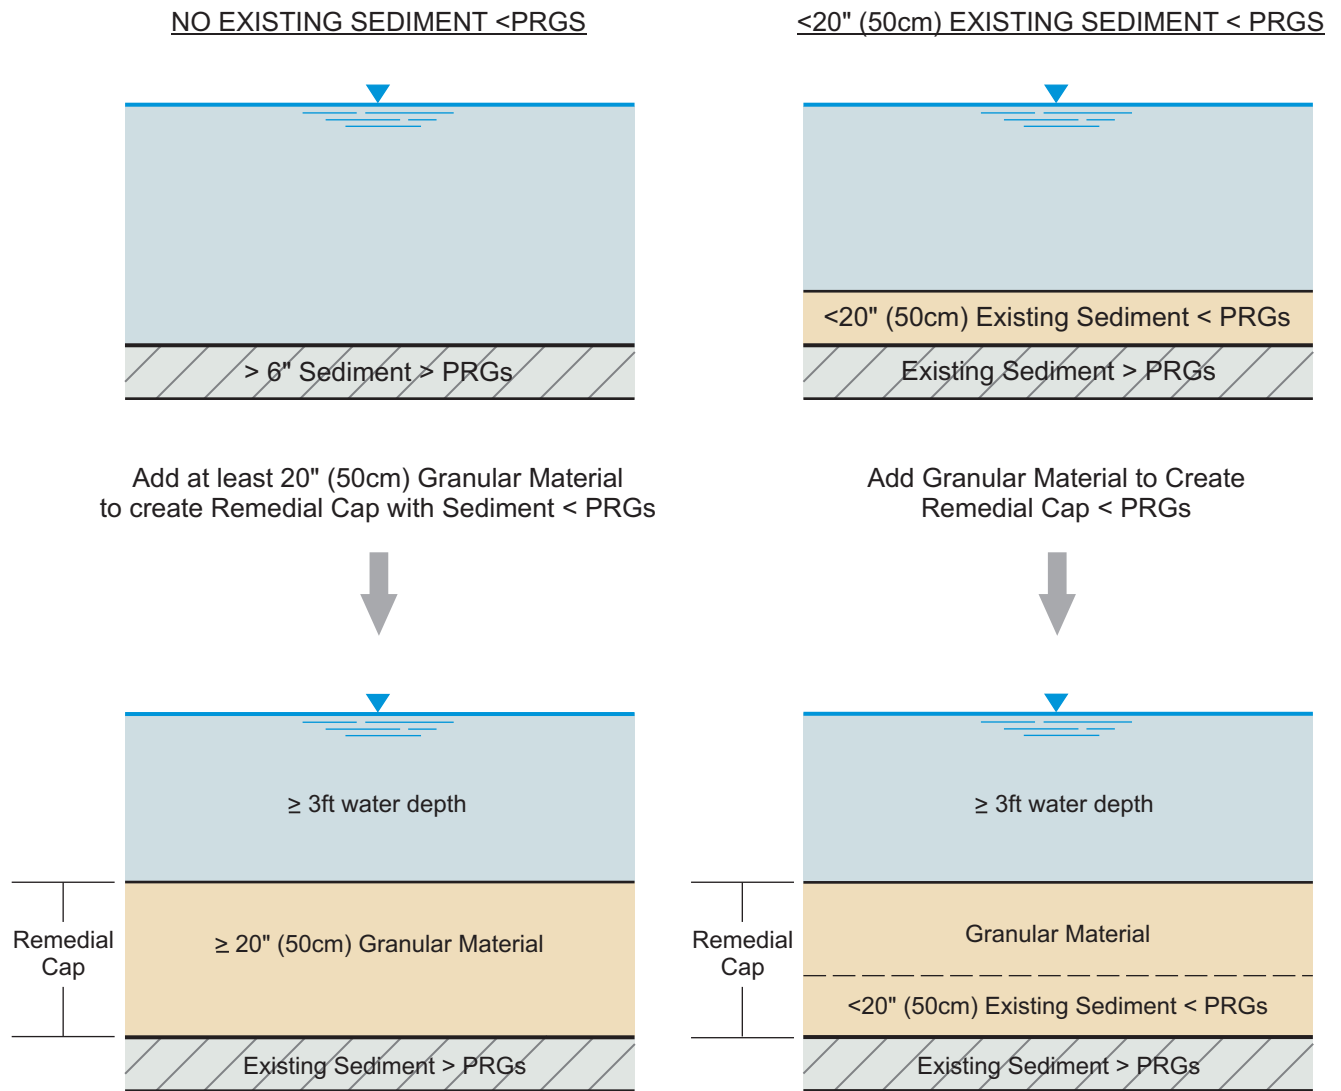 NO EXISTING SEDIMENT <PRGS
> 6" Sediment > PRGs
Add at least 20" (50cm) Granular Material
to create Remedial Cap with Sediment < PRGs
≥ 3ft water depth
Remedial
Cap
≥ 20" (50cm) Granular Material
Existing Sediment > PRGs
<20" (50cm) EXISTING SEDIMENT < PRGS
<20" (50cm) Existing Sediment < PRGs
Existing Sediment > PRGs
Add Granular Material to Create
Remedial Cap < PRGs
≥ 3ft water depth
Remedial
Cap
Granular Material
<20" (50cm) Existing Sediment < PRGs
Existing Sediment > PRGs